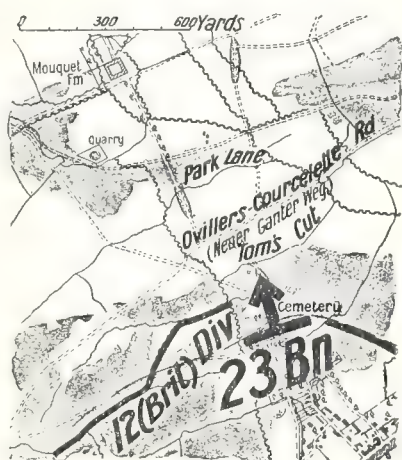 0 300 600 Yards
Mouquet
Fm
Quarry
Park Lane
Ovillers-Courcelette Rd
(Neuer Ganter Weg)
Tom's Cut
Cemetery
12 (Brit) Div
23 Bn